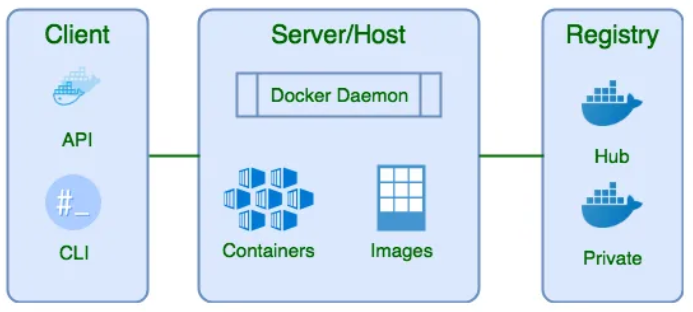 Client
API
#_
CLI
Server/Host
Docker Daemon
Containers
Images
Registry
Hub
Private